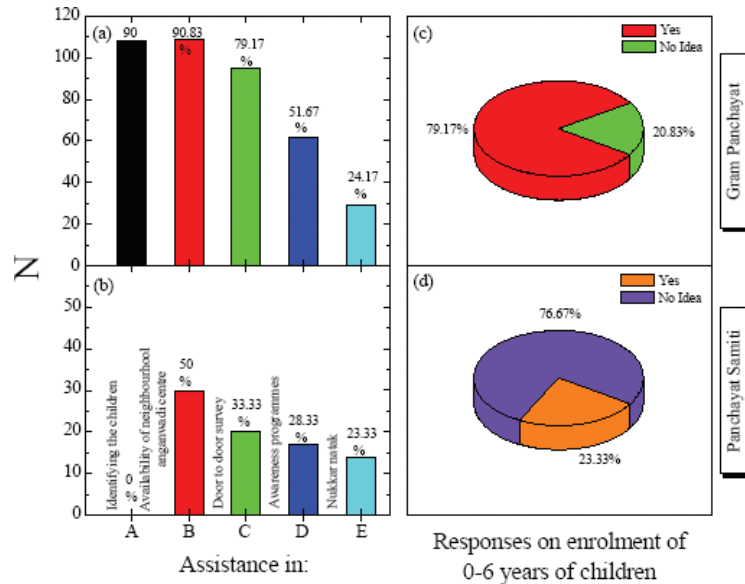 (a)
90
90.83
%
79.17
%
51.67
%
24.17
%
120
100
80
60
40
20
0
(c)
Yes
No Idea
79.17%
20.83%
Gram Panchayat
N
(b)
50
40
30
20
10
0
Identifying the children
0
%
Availability of neighbourhool
anganwadi centre
50
%
Door to door survey
33.33
%
Awareness programmes
28.33
%
Nukkar natak
23.33
%
A B C D E
Assistance in:
(d)
Yes
No Idea
76.67%
23.33%
Panchayat Samiti
Responses on enrolment of
0-6 years of children